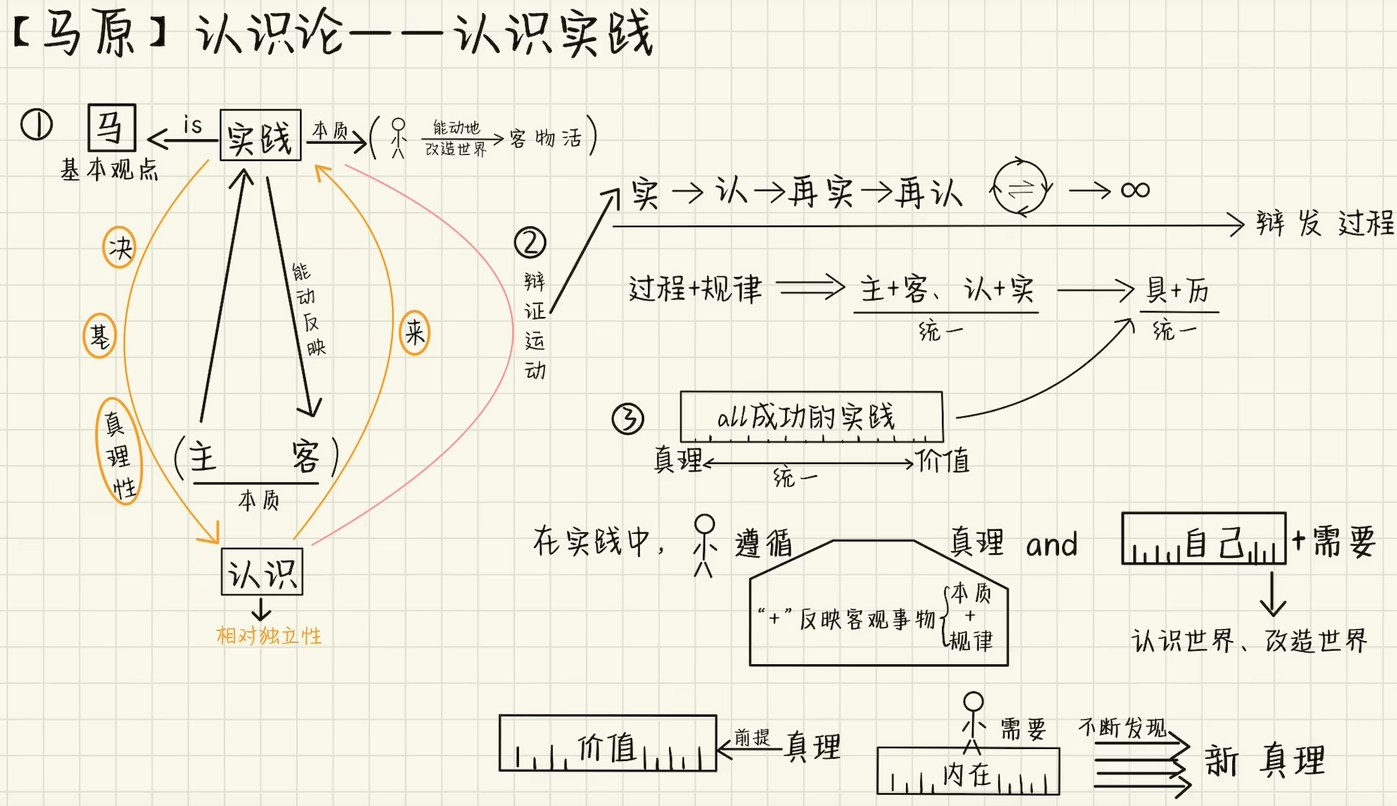 【马原】认识论——认识实践
①
马
is
实践
本质
(
能动地
改造世界
客物活)
基本观点
决
基
真理性
能动反映
来
(主 客)
本质
认识
相对独立性
②
辩证运动
实→认→再实→再认 ⇌ →∞
辩发过程
过程+规律 ⟹ 主+客、认+实 → 具+历
统一 统一
③
all成功的实践
真理 价值
统一
在实践中, 遵循 真理 and 自己+需要
“+”反映客观事物{本质
+
规律
认识世界、改造世界
价值 前提 真理
需要
内在
不断发现
新真理